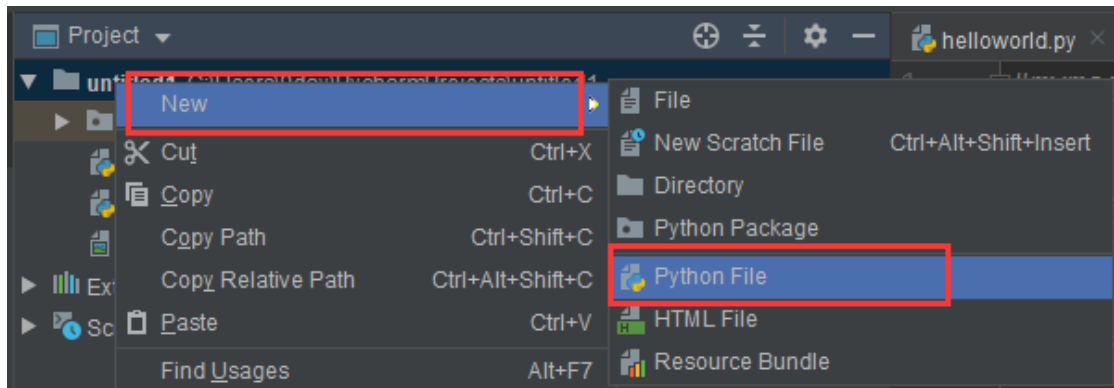 Project
helloworld.py
New
Cut Ctrl+X
Copy Ctrl+C
Copy Path Ctrl+Shift+C
Copy Relative Path Ctrl+Alt+Shift+C
Paste Ctrl+V
Find Usages Alt+F7
File
New Scratch File Ctrl+Alt+Shift+Insert
Directory
Python Package
Python File
HTML File
Resource Bundle